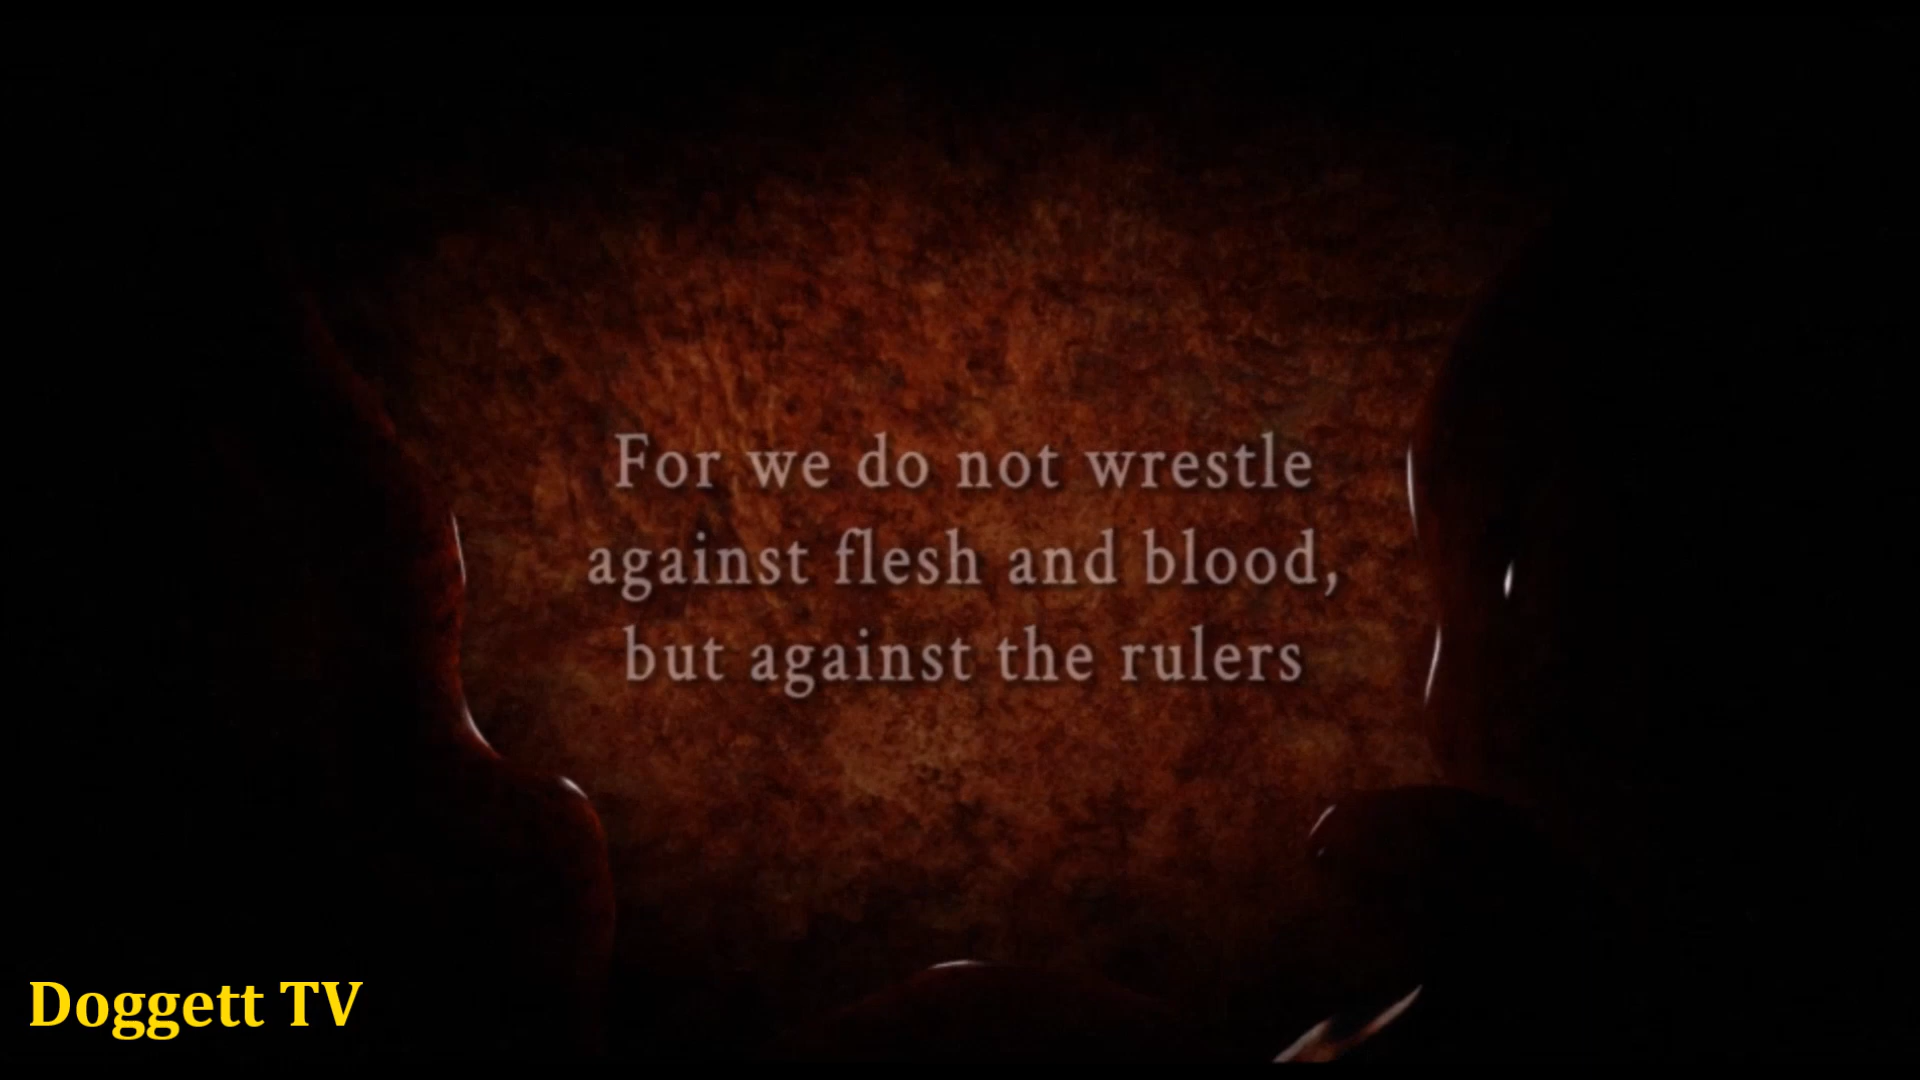 For we do not wrestle
against flesh and blood,
but against the rulers
Doggett TV